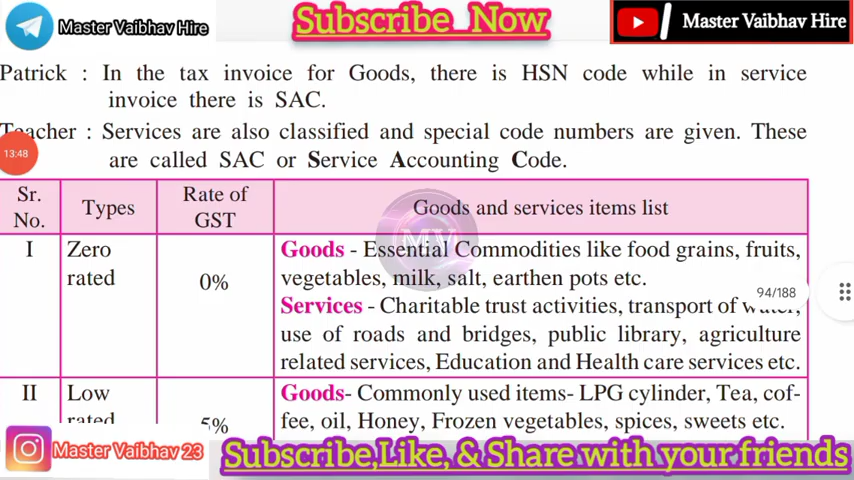 Master Vaibhav Hire
Subscribe Now
Master Vaibhav Hire
Patrick : In the tax invoice for Goods, there is HSN code while in service
invoice there is SAC.
Teacher : Services are also classified and special code numbers are given. These
are called SAC or Service Accounting Code.
13:48
Sr. No.
Types
Rate of GST
Goods and services items list
I
Zero rated
0%
Goods - Essential Commodities like food grains, fruits,
vegetables, milk, salt, earthen pots etc.
Services - Charitable trust activities, transport of water,
use of roads and bridges, public library, agriculture
related services, Education and Health care services etc.
94/188
MV
II
Low rated
5%
Goods- Commonly used items- LPG cylinder, Tea, cof-
fee, oil, Honey, Frozen vegetables, spices, sweets etc.
Master Vaibhav 23
Subscribe,Like, & Share with your friends